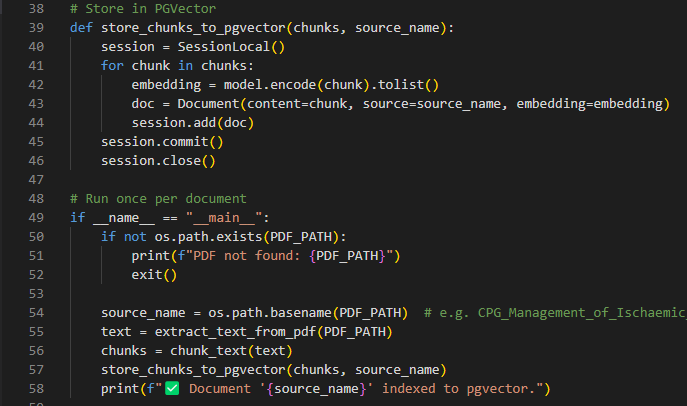 38 # Store in PGVector
39 def store_chunks_to_pgvector(chunks, source_name):
40     session = SessionLocal()
41     for chunk in chunks:
42         embedding = model.encode(chunk).tolist()
43         doc = Document(content=chunk, source=source_name, embedding=embedding)
44         session.add(doc)
45     session.commit()
46     session.close()
47
48 # Run once per document
49 if __name__ == "__main__":
50     if not os.path.exists(PDF_PATH):
51         print(f"PDF not found: {PDF_PATH}")
52         exit()
53
54     source_name = os.path.basename(PDF_PATH)  # e.g. CPG_Management_of_Ischaemic_
55     text = extract_text_from_pdf(PDF_PATH)
56     chunks = chunk_text(text)
57     store_chunks_to_pgvector(chunks, source_name)
58     print(f"✅ Document '{source_name}' indexed to pgvector.")